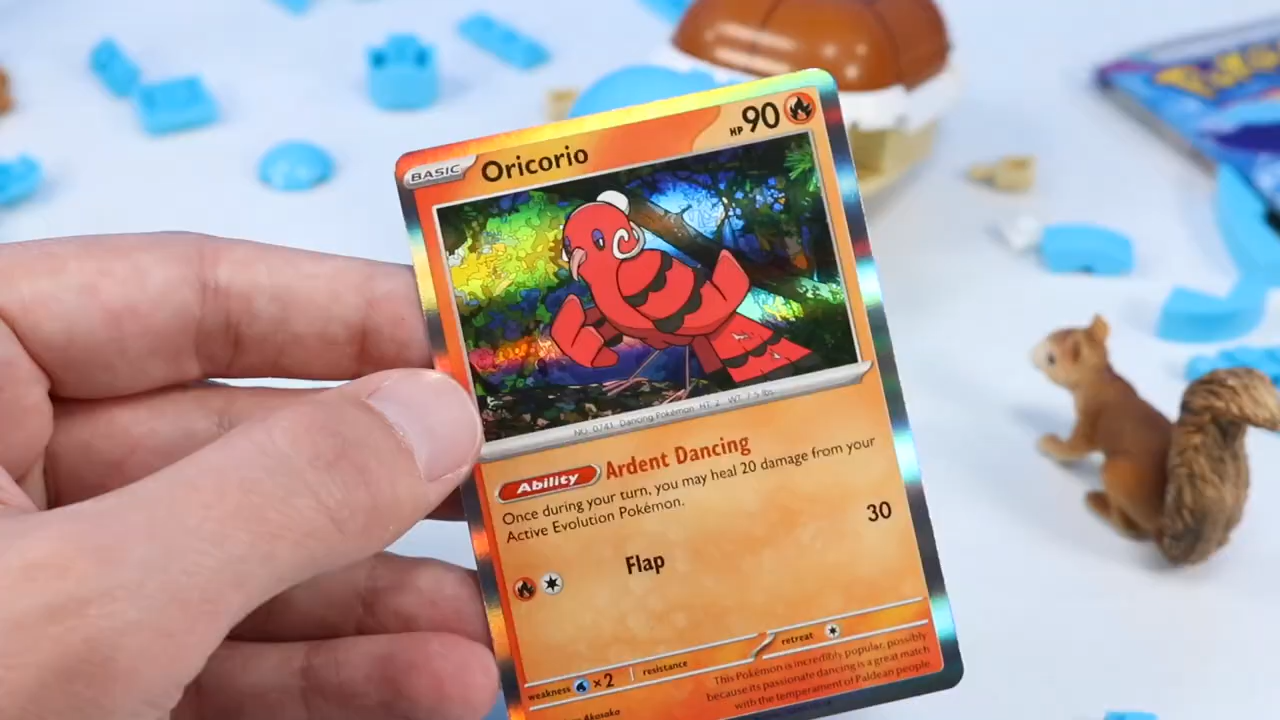 BASIC Oricorio HP 90
NO. 0741 Dancing Pokémon HT: 2 WT: 7.5 lbs.
Ability Ardent Dancing
Once during your turn, you may heal 20 damage from your
Active Evolution Pokémon.
Flap 30
weakness ×2 resistance retreat
This Pokémon is incredibly popular, possibly
because its passionate dancing is a great match
with the temperament of Paldean people.
Akasaka